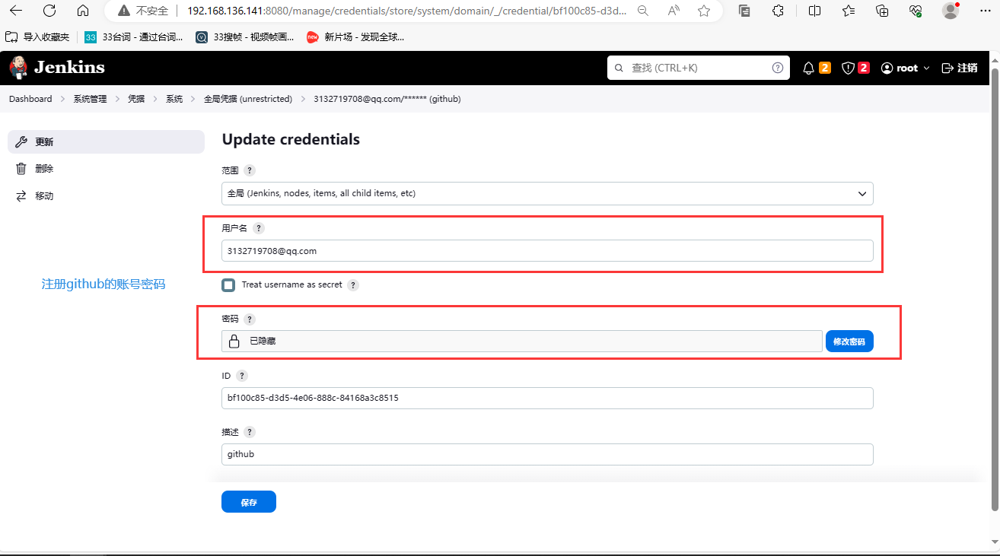 不安全 192.168.136.141:8080/manage/credentials/store/system/domain/_/credential/bf100c85-d3d...
导入收藏夹 33 33台词 - 通过台词... 33搜帧 - 视频帧画... new 新片场 - 发现全球...
Jenkins 查找 (CTRL+K) ? 2 2 root 注销
Dashboard > 系统管理 > 凭据 > 系统 > 全局凭据 (unrestricted) > 3132719708@qq.com/****** (github)
更新
删除
移动
注册github的账号密码
Update credentials
范围 ?
全局 (Jenkins, nodes, items, all child items, etc)
用户名 ?
3132719708@qq.com
Treat username as secret ?
密码 ?
已隐藏 修改密码
ID ?
bf100c85-d3d5-4e06-888c-84168a3c8515
描述 ?
github
保存